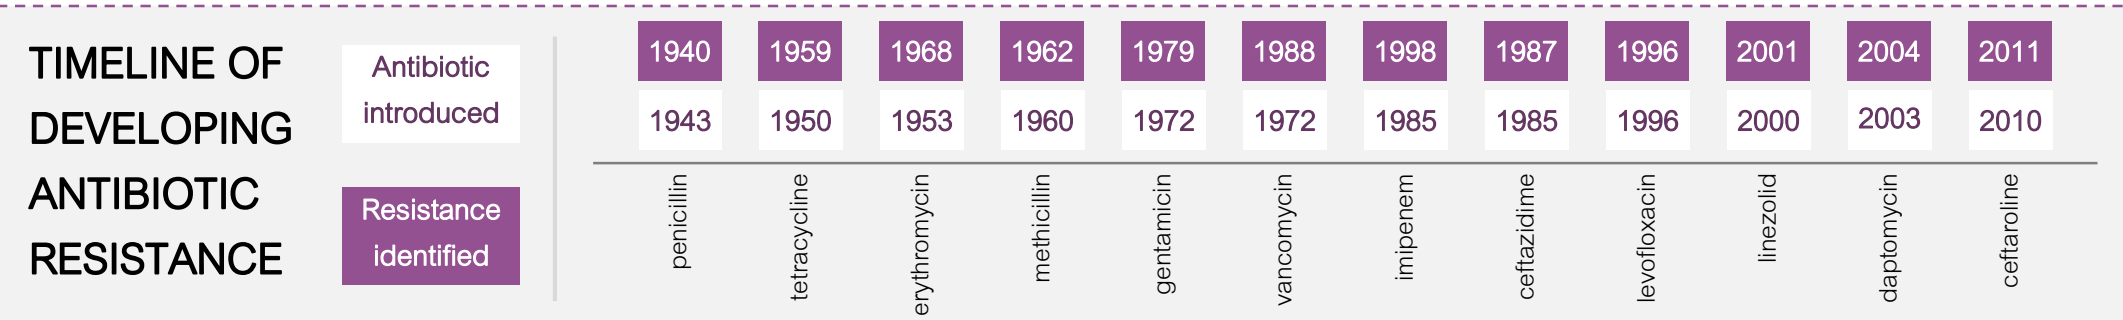 TIMELINE OF
DEVELOPING
ANTIBIOTIC
RESISTANCE
Antibiotic
introduced
Resistance
identified
1940 1959 1968 1962 1979 1988 1998 1987 1996 2001 2004 2011
1943 1950 1953 1960 1972 1972 1985 1985 1996 2000 2003 2010
penicillin
tetracycline
erythromycin
methicillin
gentamicin
vancomycin
imipenem
ceftazidime
levofloxacin
linezolid
daptomycin
ceftaroline